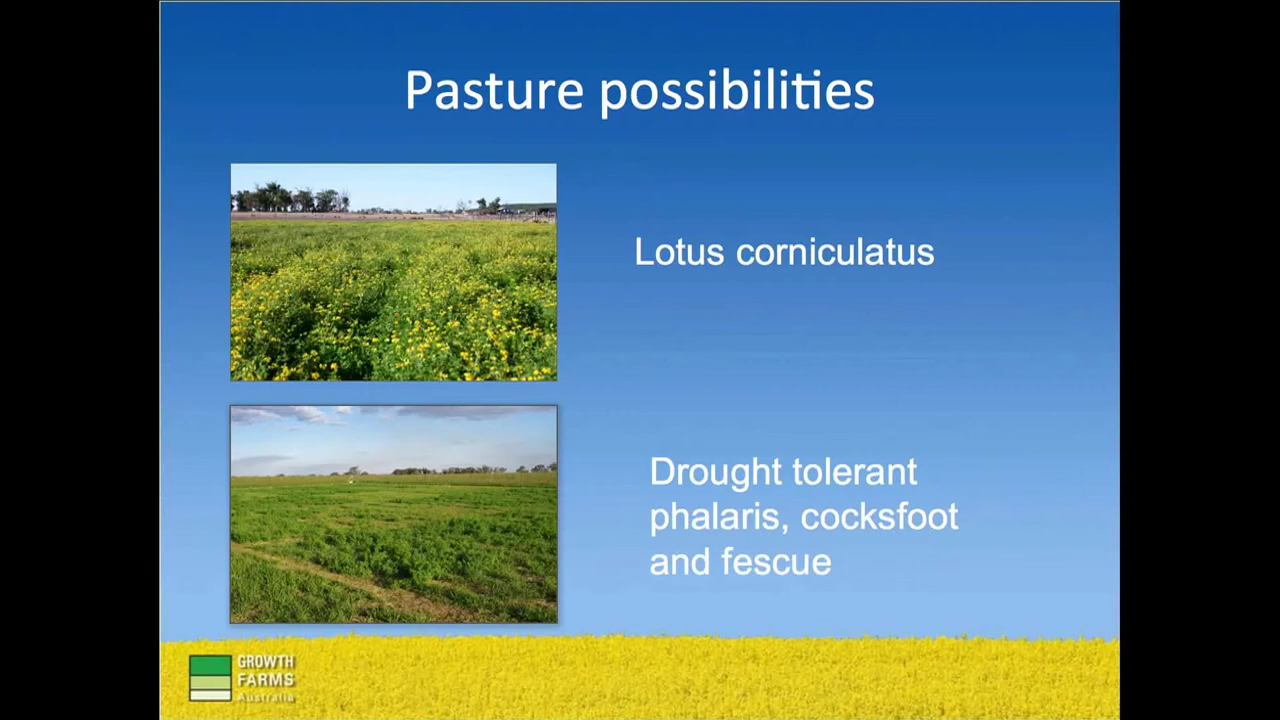 Pasture possibilities
Lotus corniculatus
Drought tolerant
phalaris, cocksfoot
and fescue
GROWTH
FARMS
Australia